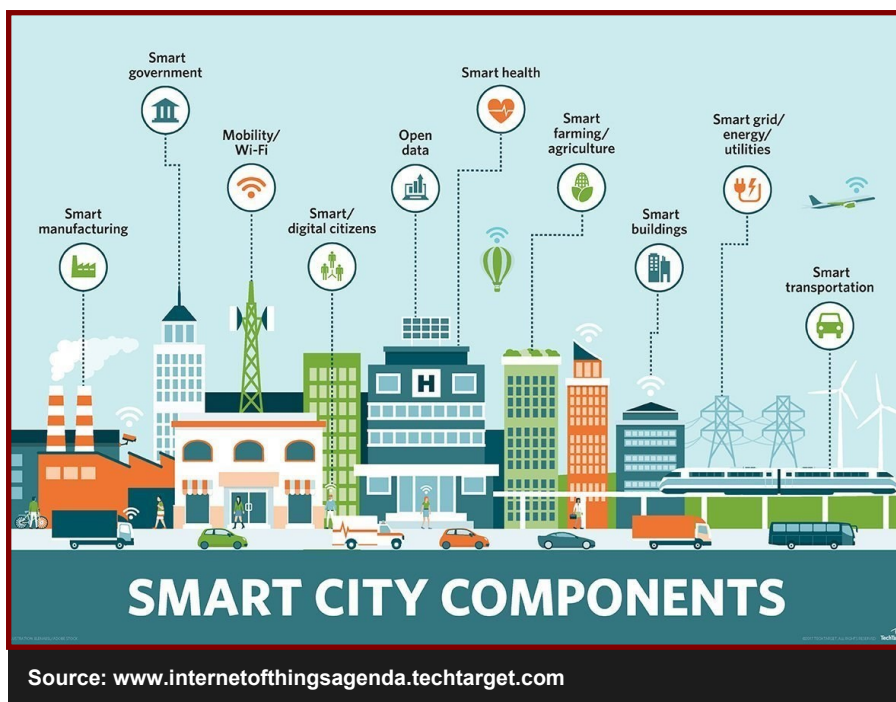 Smart
government
Smart health
Mobility/
Wi-Fi
Open
data
Smart
farming/
agriculture
Smart grid/
energy/
utilities
Smart
manufacturing
Smart/
digital citizens
Smart
buildings
Smart
transportation
H
SMART CITY COMPONENTS
TechTarget
Source: www.internetofthingsagenda.techtarget.com